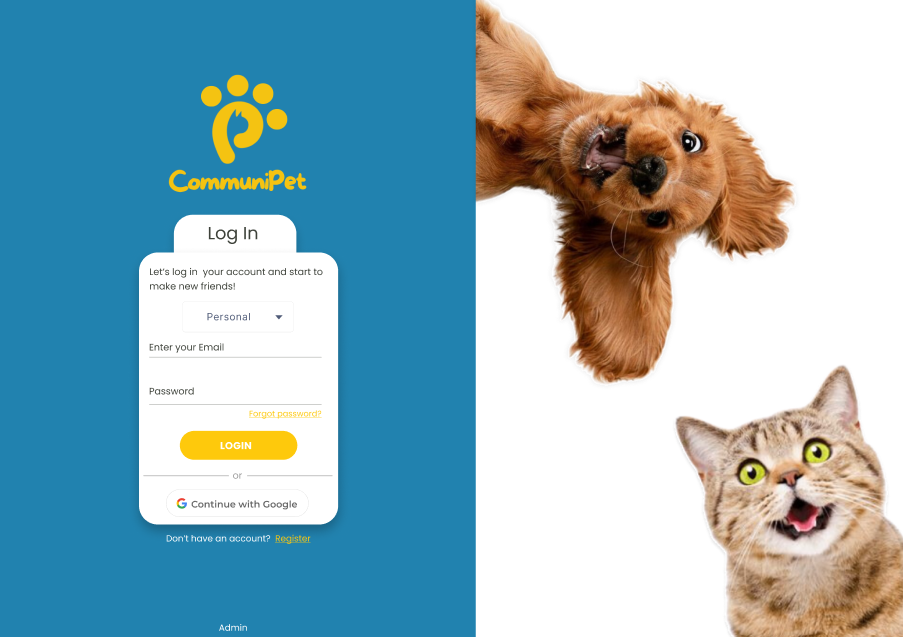 CommuniPet
Log In
Let's log in  your account and start to
make new friends!
Personal
Enter your Email
Password
Forgot password?
LOGIN
or
Continue with Google
Don't have an account?  Register
Admin